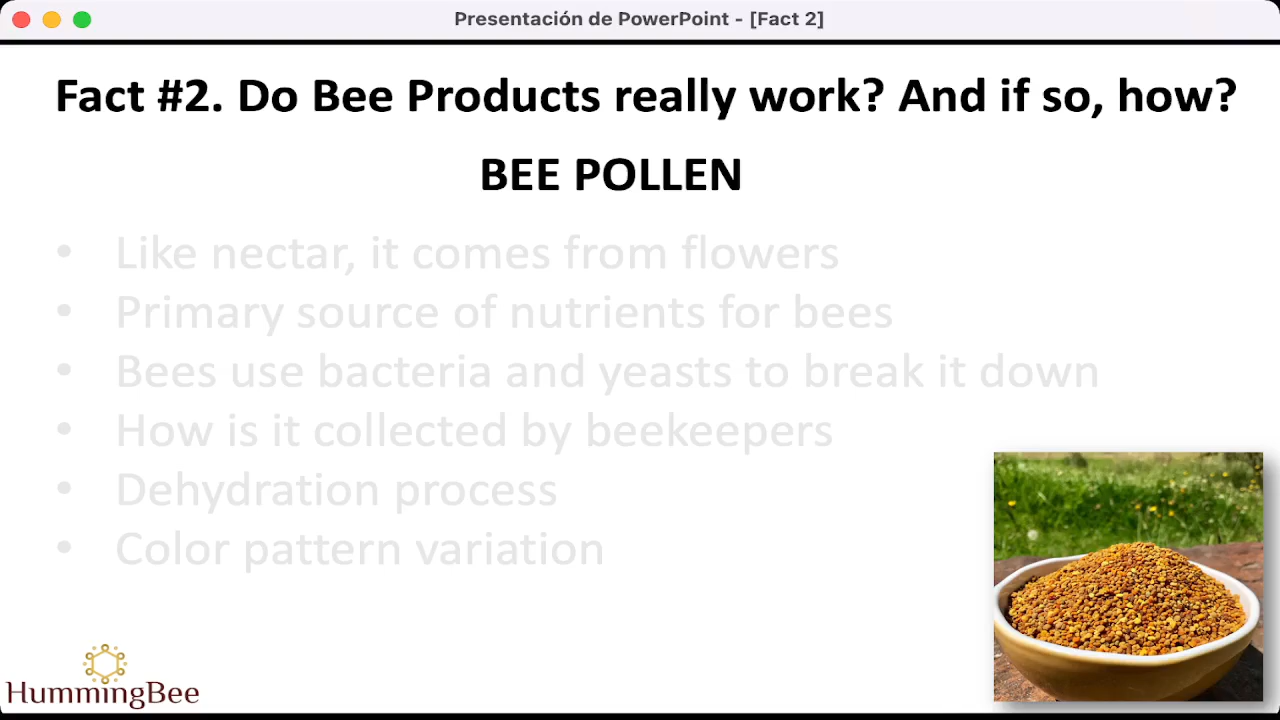 Presentación de PowerPoint - [Fact 2]
Fact #2. Do Bee Products really work? And if so, how?
BEE POLLEN
• Like nectar, it comes from flowers
• Primary source of nutrients for bees
• Bees use bacteria and yeasts to break it down
• How is it collected by beekeepers
• Dehydration process
• Color pattern variation
HummingBee